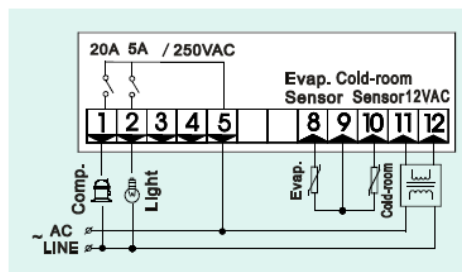 20A 5A / 250VAC
Evap. Cold-room
Sensor Sensor 12VAC
1 2 3 4 5 8 9 10 11 12
Comp.
Light
Evap.
Cold-room
~ AC
LINE